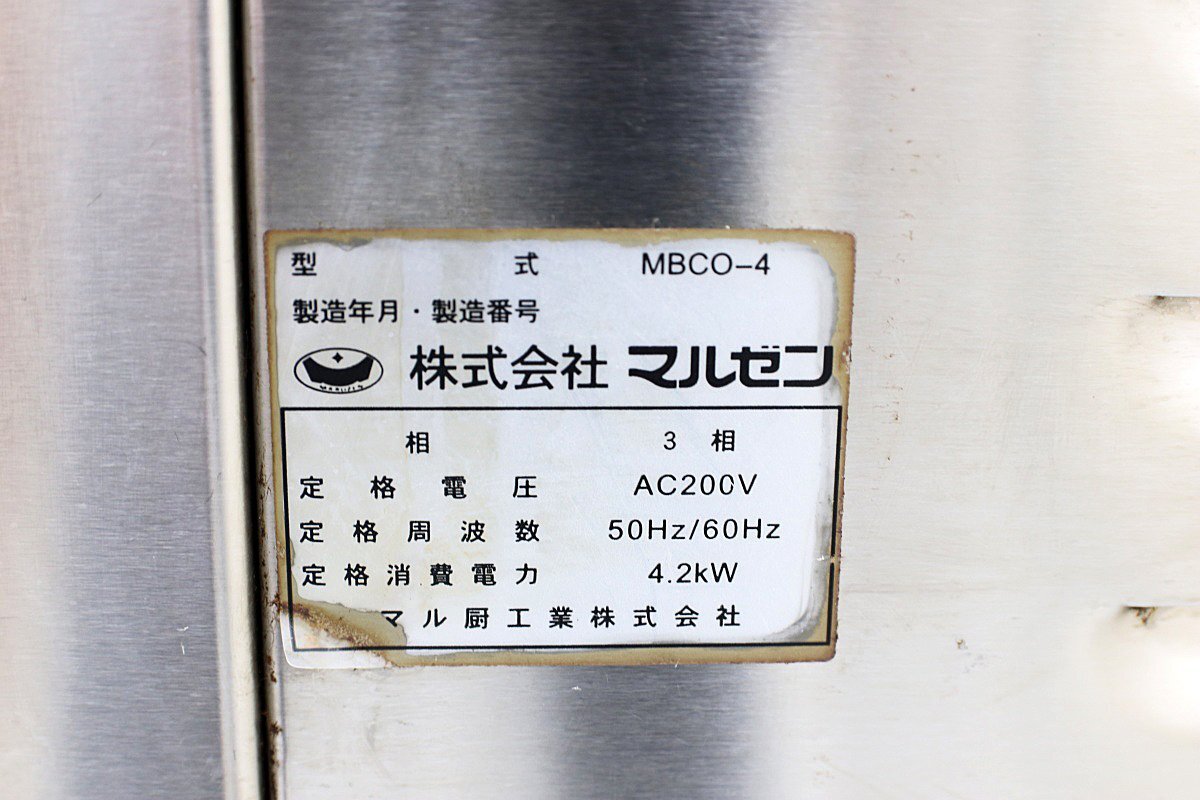 型式 MBCO-4
製造年月・製造番号
MARUZEN 株式会社 マルゼン
相 3相
定格電圧 AC200V
定格周波数 50Hz/60Hz
定格消費電力 4.2kW
マル厨工業株式会社